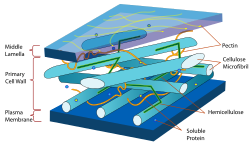 Middle
Lamella
Primary
Cell Wall
Plasma
Membrane
Pectin
Cellulose
Microfibril
Hemicellulose
Soluble
Protein